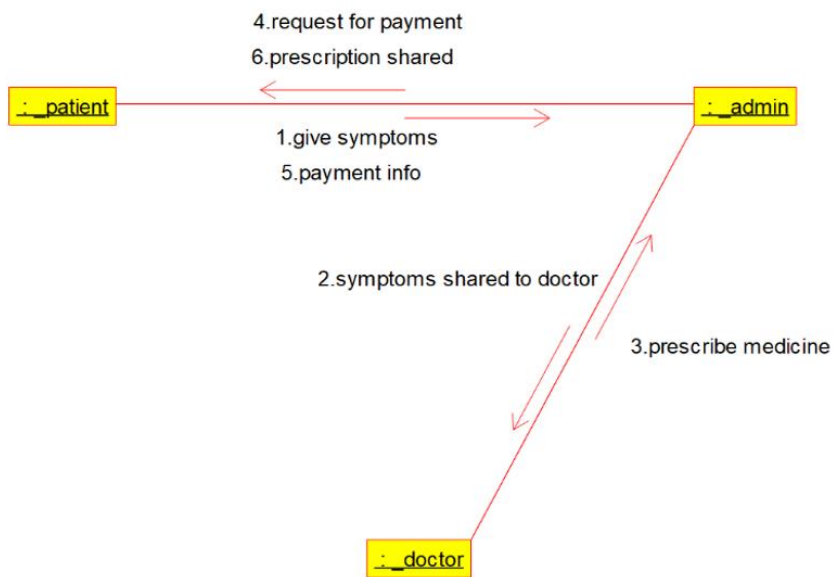 4.request for payment
6.prescription shared
: _patient
: _admin
1.give symptoms
5.payment info
2.symptoms shared to doctor
3.prescribe medicine
: _doctor